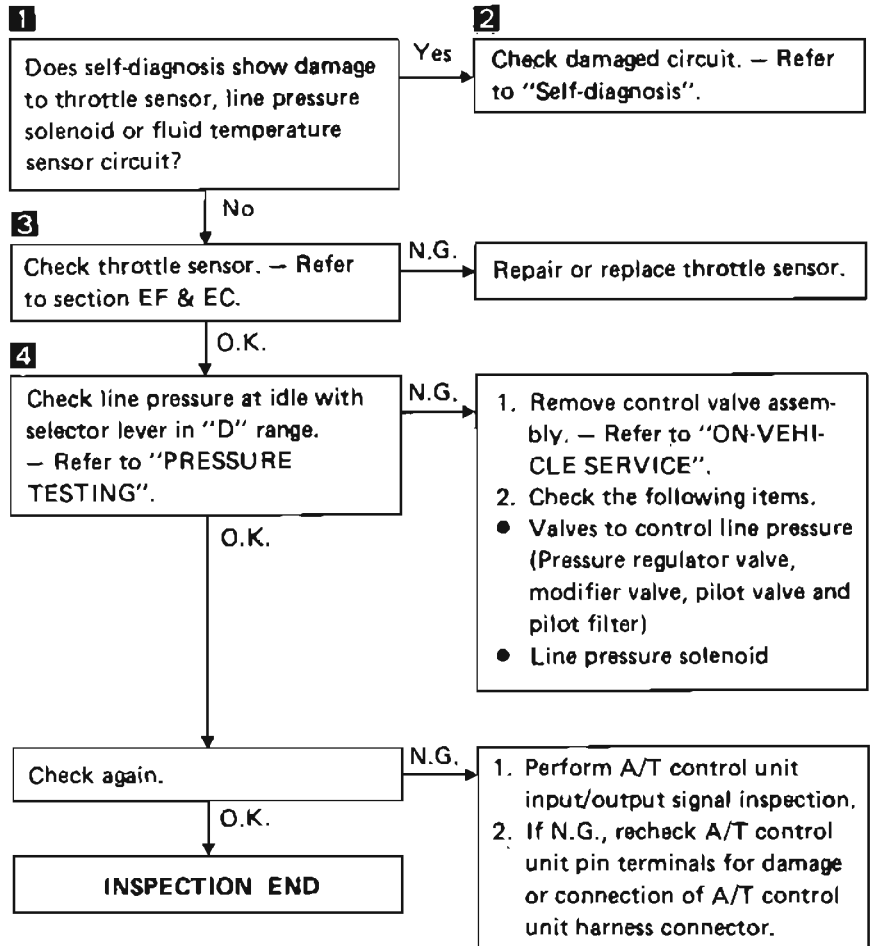 1
Does self-diagnosis show damage
to throttle sensor, line pressure
solenoid or fluid temperature
sensor circuit?
Yes
2
Check damaged circuit. — Refer
to "Self-diagnosis".
No
3
Check throttle sensor. — Refer
to section EF & EC.
N.G.
Repair or replace throttle sensor.
O.K.
4
Check line pressure at idle with
selector lever in "D" range.
— Refer to "PRESSURE
TESTING".
N.G.
1. Remove control valve assem-
bly. — Refer to "ON-VEHI-
CLE SERVICE".
2. Check the following items.
● Valves to control line pressure
(Pressure regulator valve,
modifier valve, pilot valve and
pilot filter)
● Line pressure solenoid
O.K.
Check again.
N.G.
1. Perform A/T control unit
input/output signal inspection.
2. If N.G., recheck A/T control
unit pin terminals for damage
or connection of A/T control
unit harness connector.
O.K.
INSPECTION END